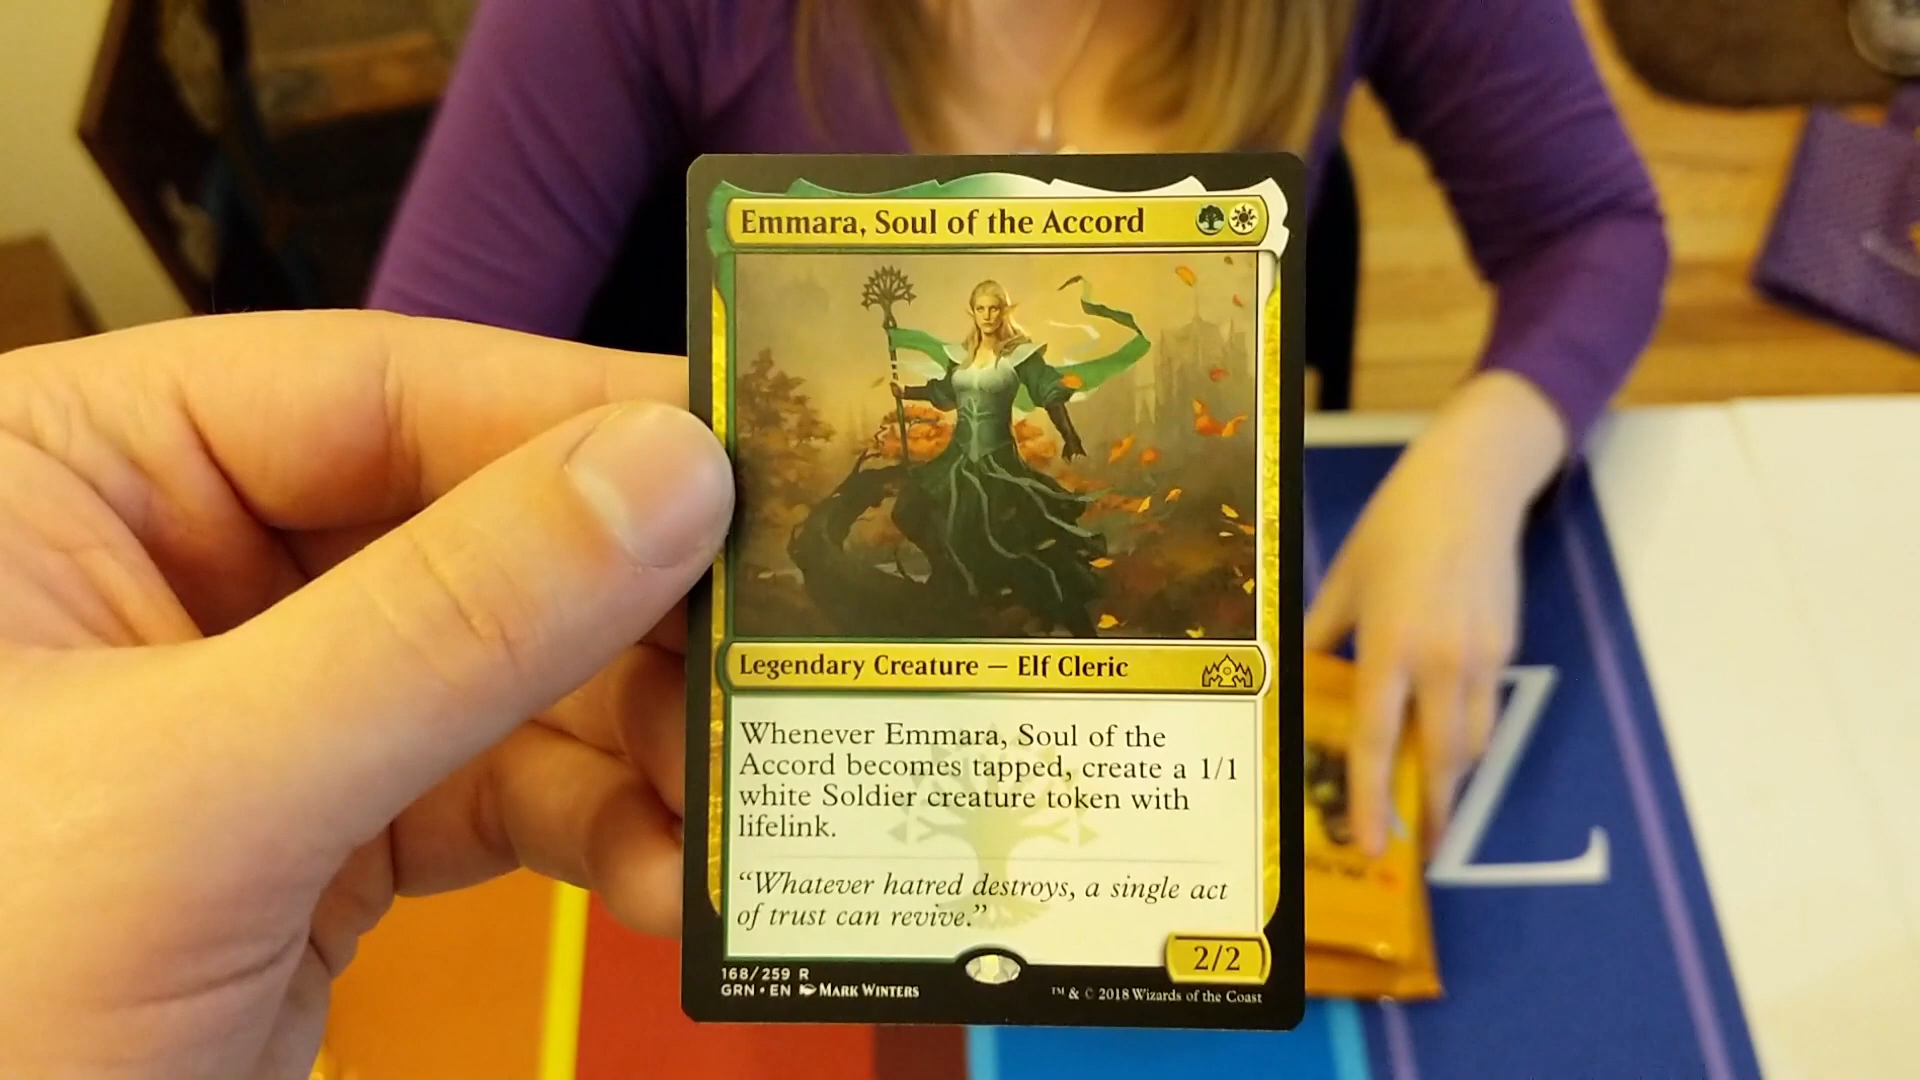 Emmara, Soul of the Accord
Legendary Creature — Elf Cleric
Whenever Emmara, Soul of the
Accord becomes tapped, create a 1/1
white Soldier creature token with
lifelink.
“Whatever hatred destroys, a single act
of trust can revive.”
2/2
168/259 R
GRN • EN Mark Winters
™ & © 2018 Wizards of the Coast
Z